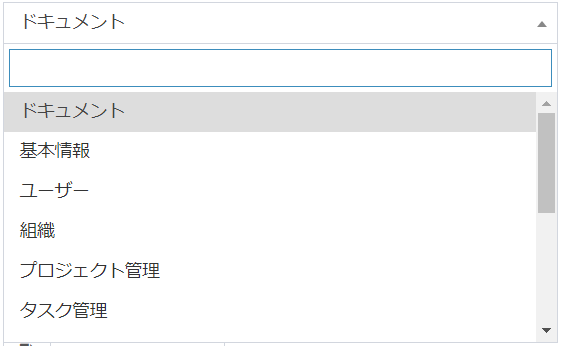 ドキュメント
ドキュメント
基本情報
ユーザー
組織
プロジェクト管理
タスク管理